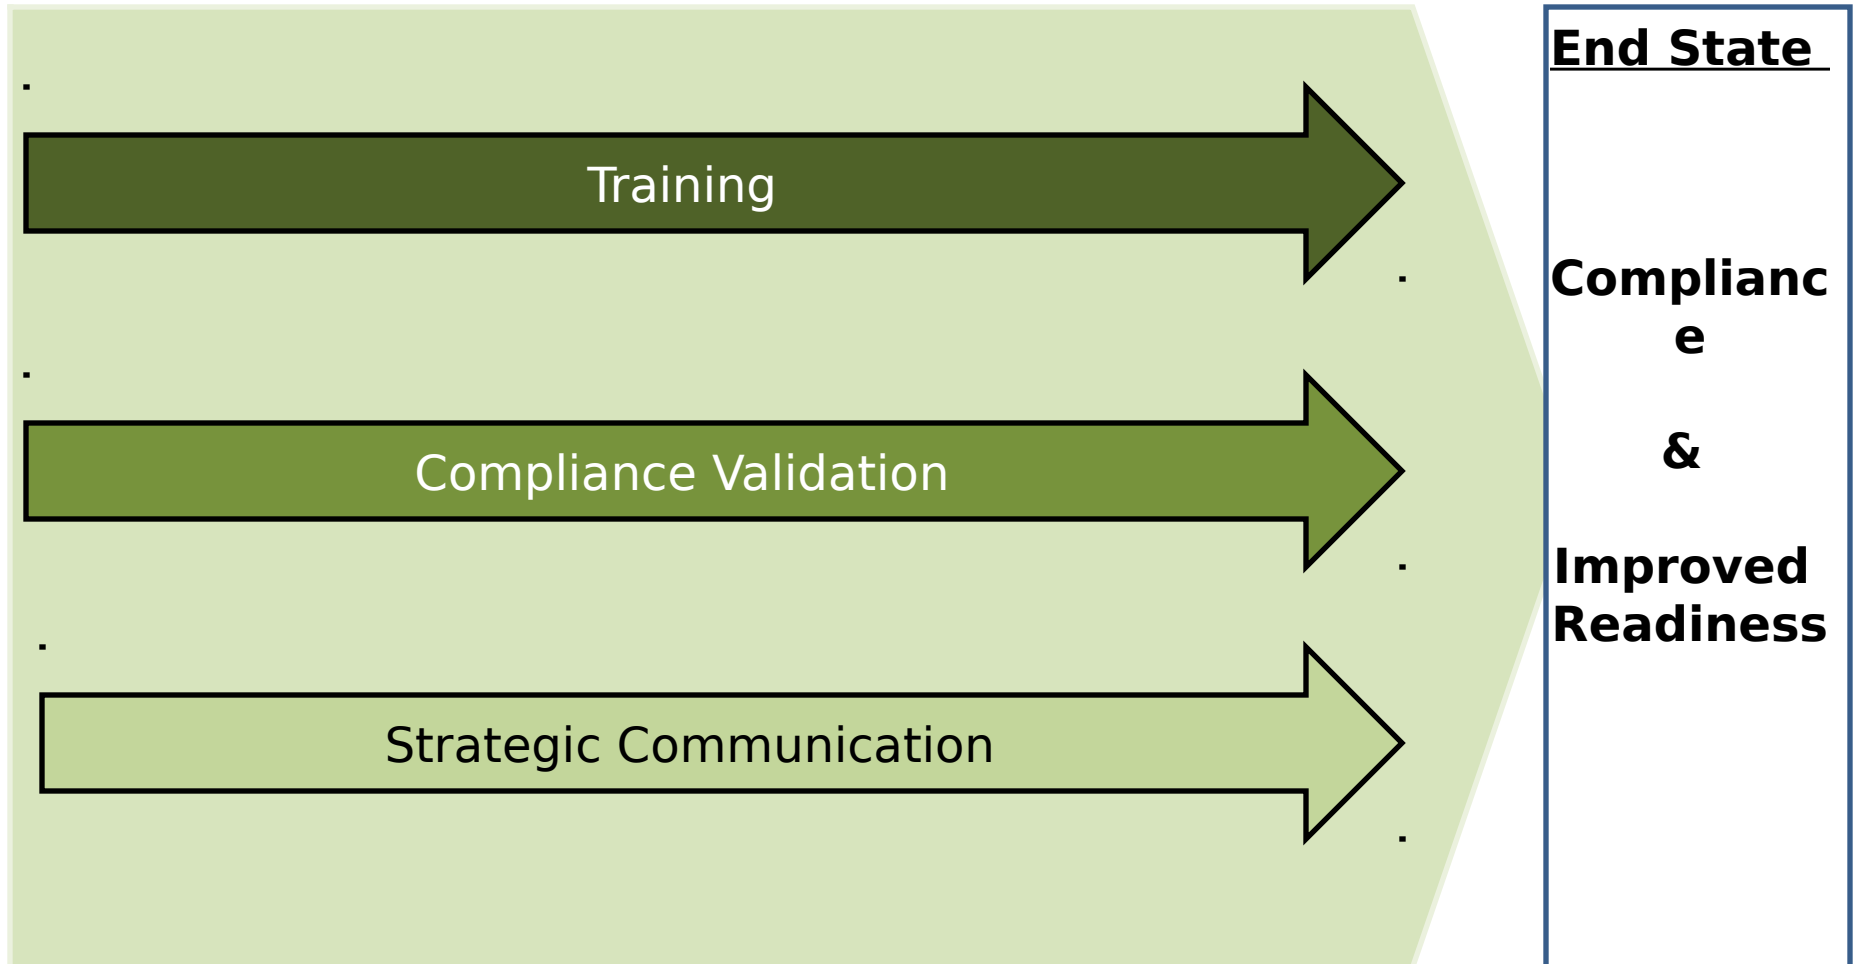 Training
Compliance Validation
Strategic Communication
End State
Complianc
e
&
Improved
Readiness